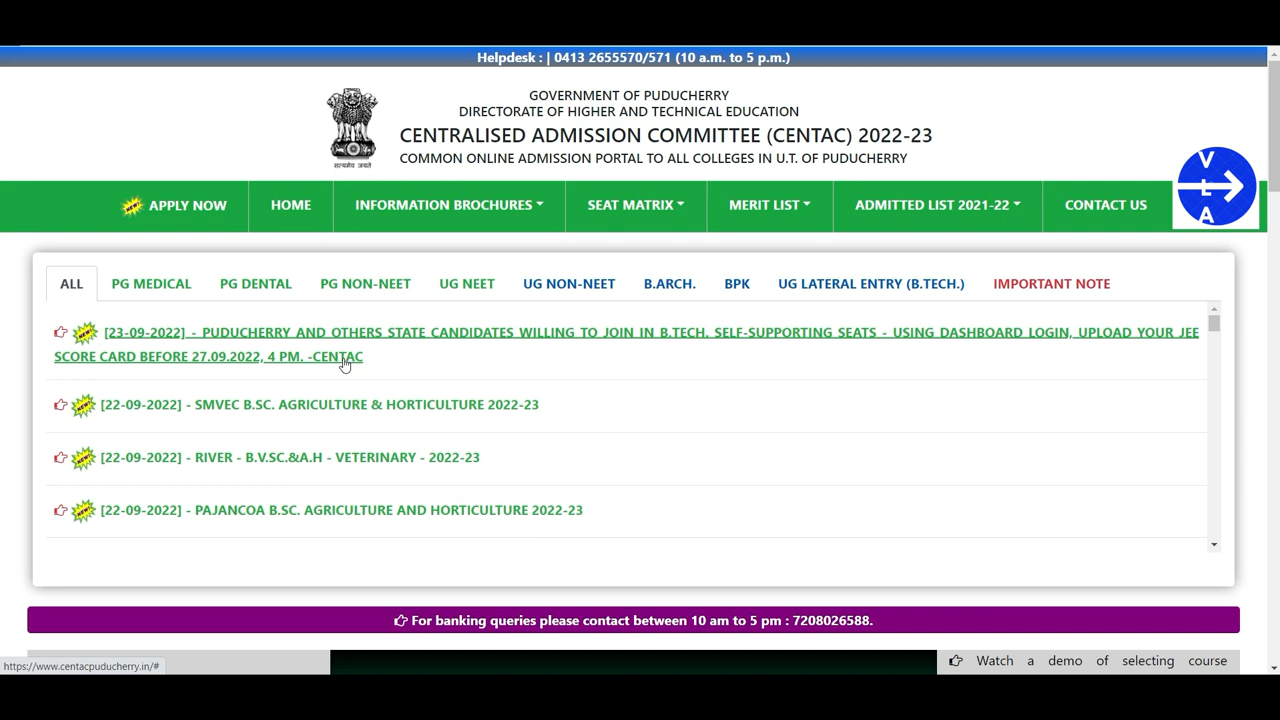 Helpdesk : | 0413 2655570/571 (10 a.m. to 5 p.m.)
GOVERNMENT OF PUDUCHERRY
DIRECTORATE OF HIGHER AND TECHNICAL EDUCATION
CENTRALISED ADMISSION COMMITTEE (CENTAC) 2022-23
COMMON ONLINE ADMISSION PORTAL TO ALL COLLEGES IN U.T. OF PUDUCHERRY
सत्यमेव जयते
APPLY NOW HOME INFORMATION BROCHURES SEAT MATRIX MERIT LIST ADMITTED LIST 2021-22 CONTACT US
V
L
A
ALL PG MEDICAL PG DENTAL PG NON-NEET UG NEET UG NON-NEET B.ARCH. BPK UG LATERAL ENTRY (B.TECH.) IMPORTANT NOTE
NEW! [23-09-2022] - PUDUCHERRY AND OTHERS STATE CANDIDATES WILLING TO JOIN IN B.TECH. SELF-SUPPORTING SEATS - USING DASHBOARD LOGIN, UPLOAD YOUR JEE
SCORE CARD BEFORE 27.09.2022, 4 PM. -CENTAC
NEW! [22-09-2022] - SMVEC B.SC. AGRICULTURE & HORTICULTURE 2022-23
NEW! [22-09-2022] - RIVER - B.V.SC.&A.H - VETERINARY - 2022-23
NEW! [22-09-2022] - PAJANCOA B.SC. AGRICULTURE AND HORTICULTURE 2022-23
For banking queries please contact between 10 am to 5 pm : 7208026588.
Watch a demo of selecting course
https://www.centacpuducherry.in/#